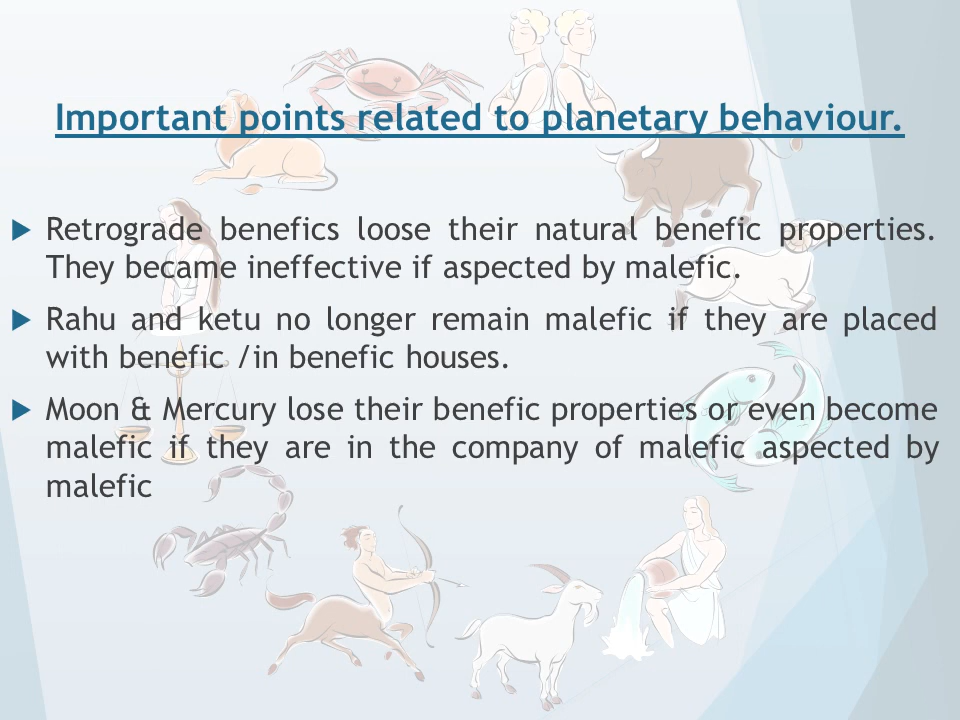 Important points related to planetary behaviour.
Retrograde benefics loose their natural benefic properties.
They became ineffective if aspected by malefic.
Rahu and ketu no longer remain malefic if they are placed
with benefic /in benefic houses.
Moon & Mercury lose their benefic properties or even become
malefic if they are in the company of malefic aspected by
malefic